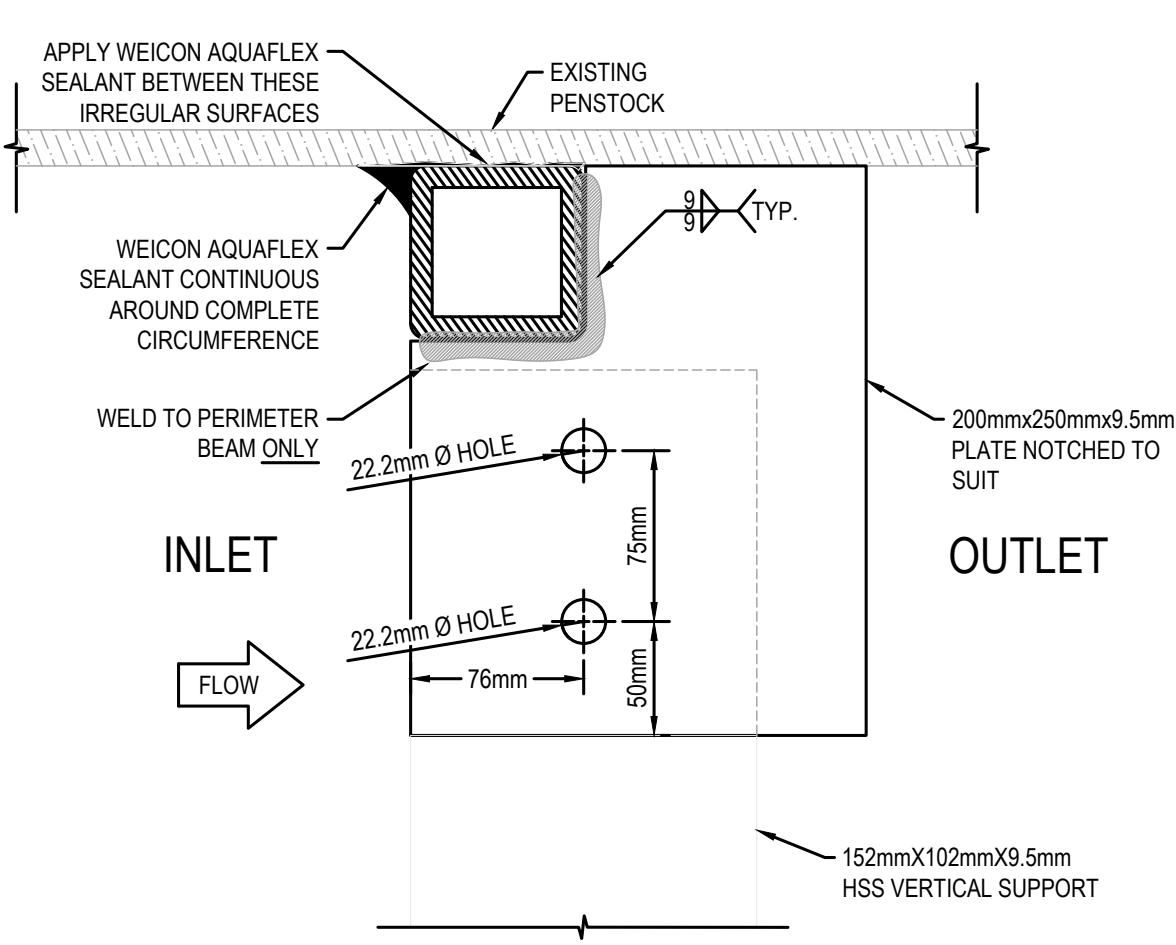 APPLY WEICON AQUAFLEX
SEALANT BETWEEN THESE
IRREGULAR SURFACES
EXISTING
PENSTOCK
9
9
TYP.
WEICON AQUAFLEX
SEALANT CONTINUOUS
AROUND COMPLETE
CIRCUMFERENCE
WELD TO PERIMETER
BEAM ONLY
200mmx250mmx9.5mm
PLATE NOTCHED TO
SUIT
22.2mm Ø HOLE
75mm
INLET
OUTLET
22.2mm Ø HOLE
76mm
50mm
FLOW
152mmX102mmX9.5mm
HSS VERTICAL SUPPORT